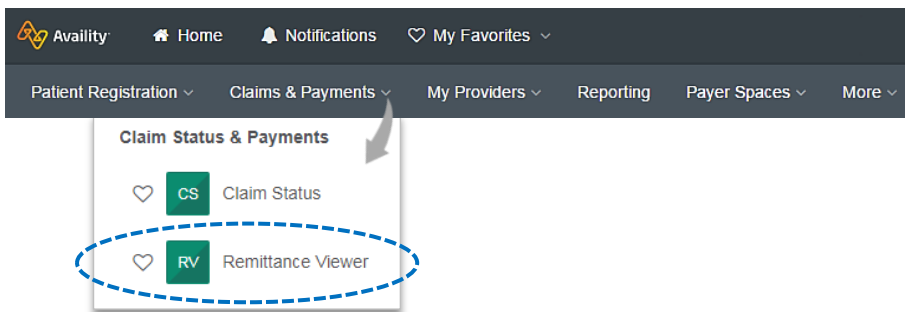 Availity Home Notifications My Favorites
Patient Registration Claims & Payments My Providers Reporting Payer Spaces More
Claim Status & Payments
CS Claim Status
RV Remittance Viewer